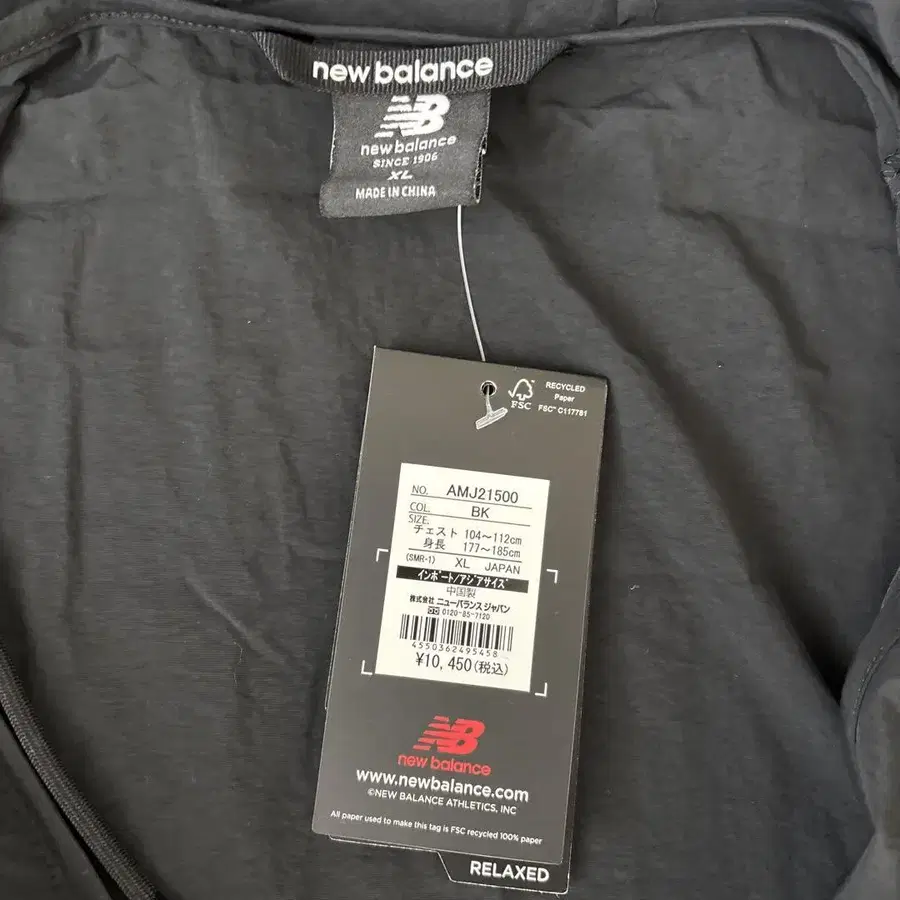 new balance
NB
new balance
SINCE 1906
XL
MADE IN CHINA
FSC
RECYCLED
Paper
FSC™ C117781
NO. AMJ21500
COL. BK
SIZE.
チェスト 104〜112cm
身長 177〜185cm
(SMR-1) XL JAPAN
インポート/アジアサイズ
中国製
株式会社 ニューバランス ジャパン
0120-85-7120
4550362495458
¥10,450(税込)
NB
new balance
www.newbalance.com
©NEW BALANCE ATHLETICS, INC
All paper used to make this tag is FSC recycled 100% paper
RELAXED